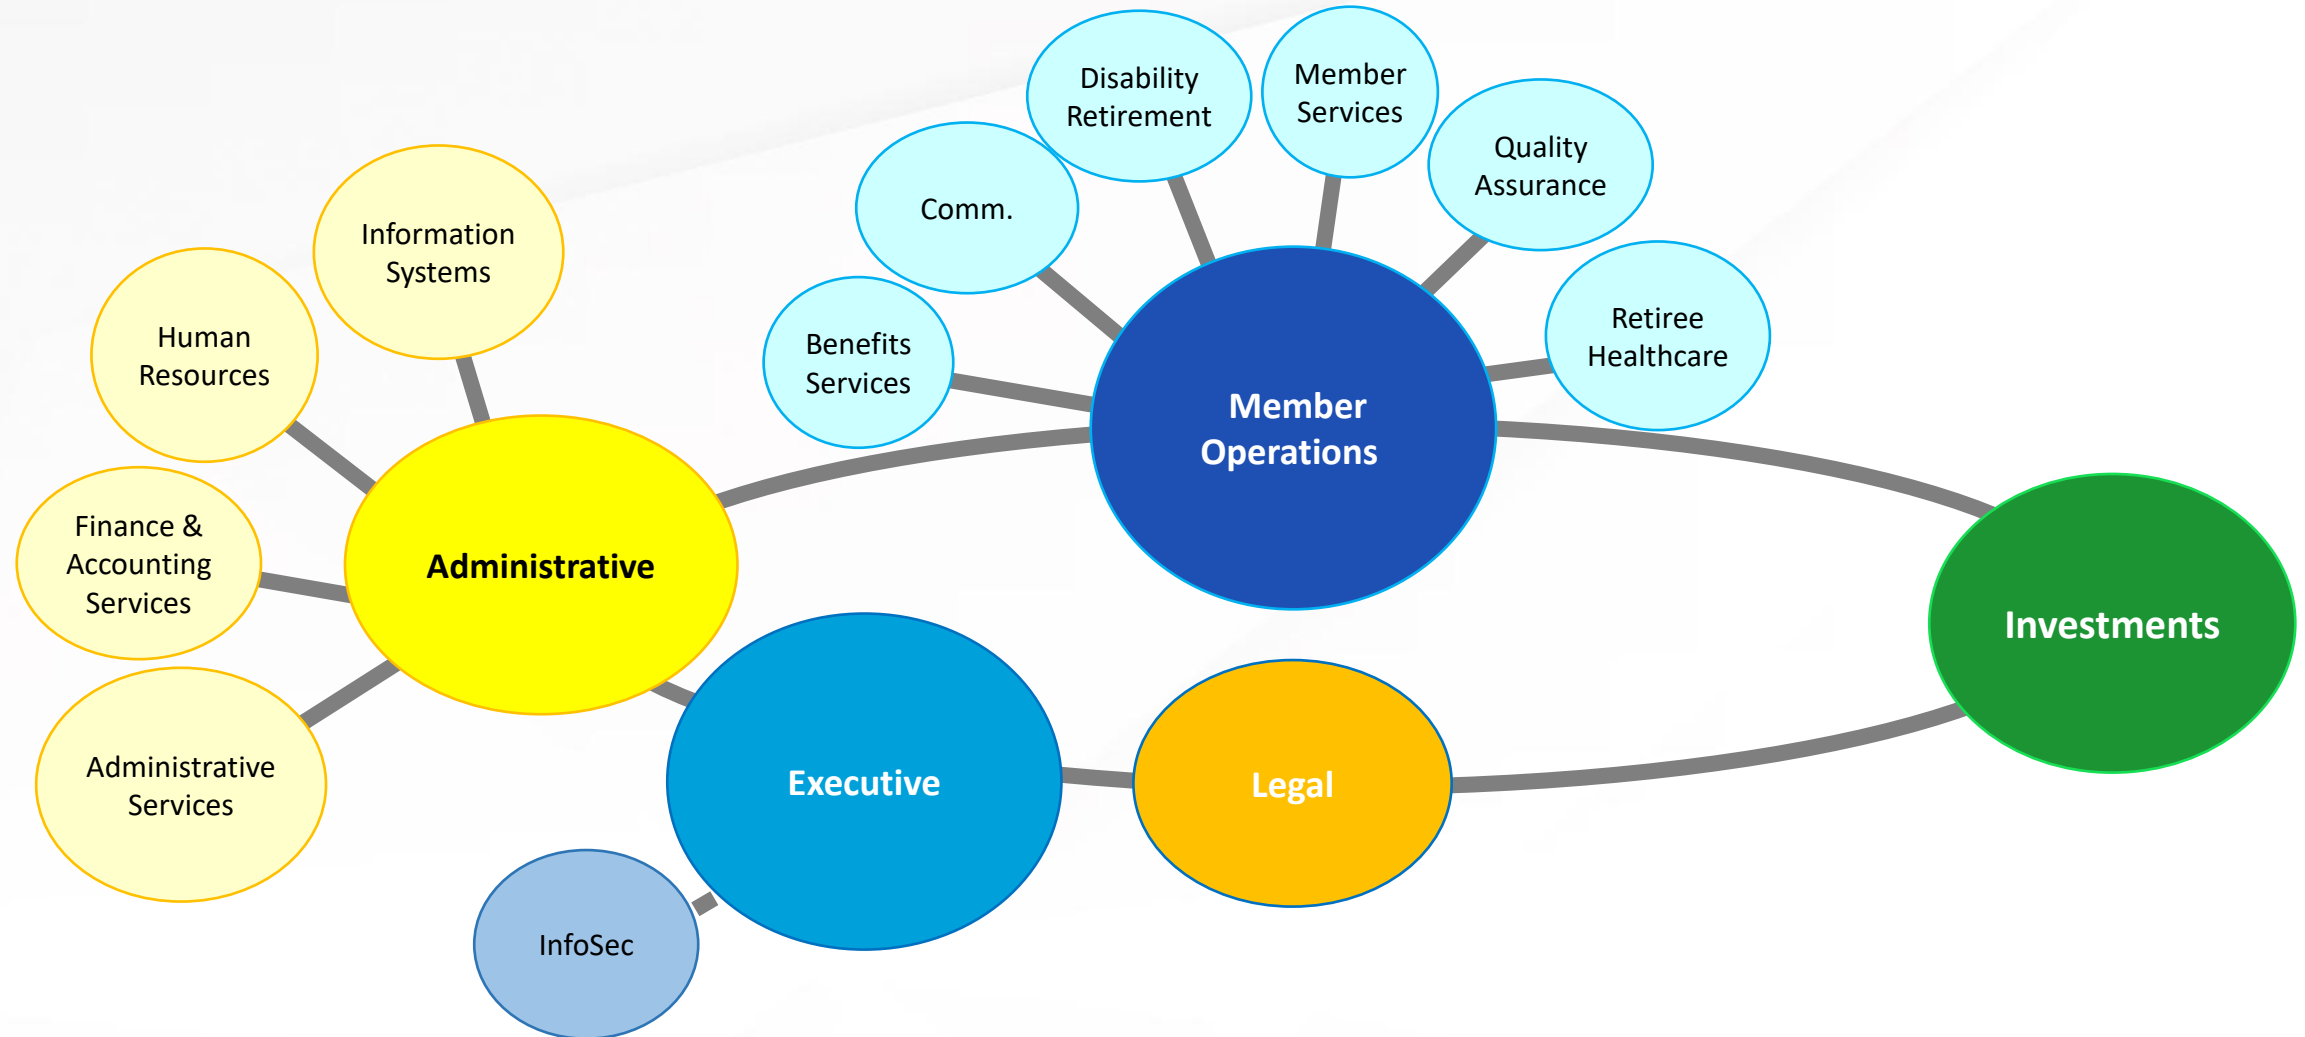 Disability
Retirement
Member
Services
Quality
Assurance
Comm.
Information
Systems
Human
Resources
Benefits
Services
Retiree
Healthcare
Member
Operations
Finance &
Accounting
Services
Administrative
Investments
Administrative
Services
Executive
Legal
InfoSec